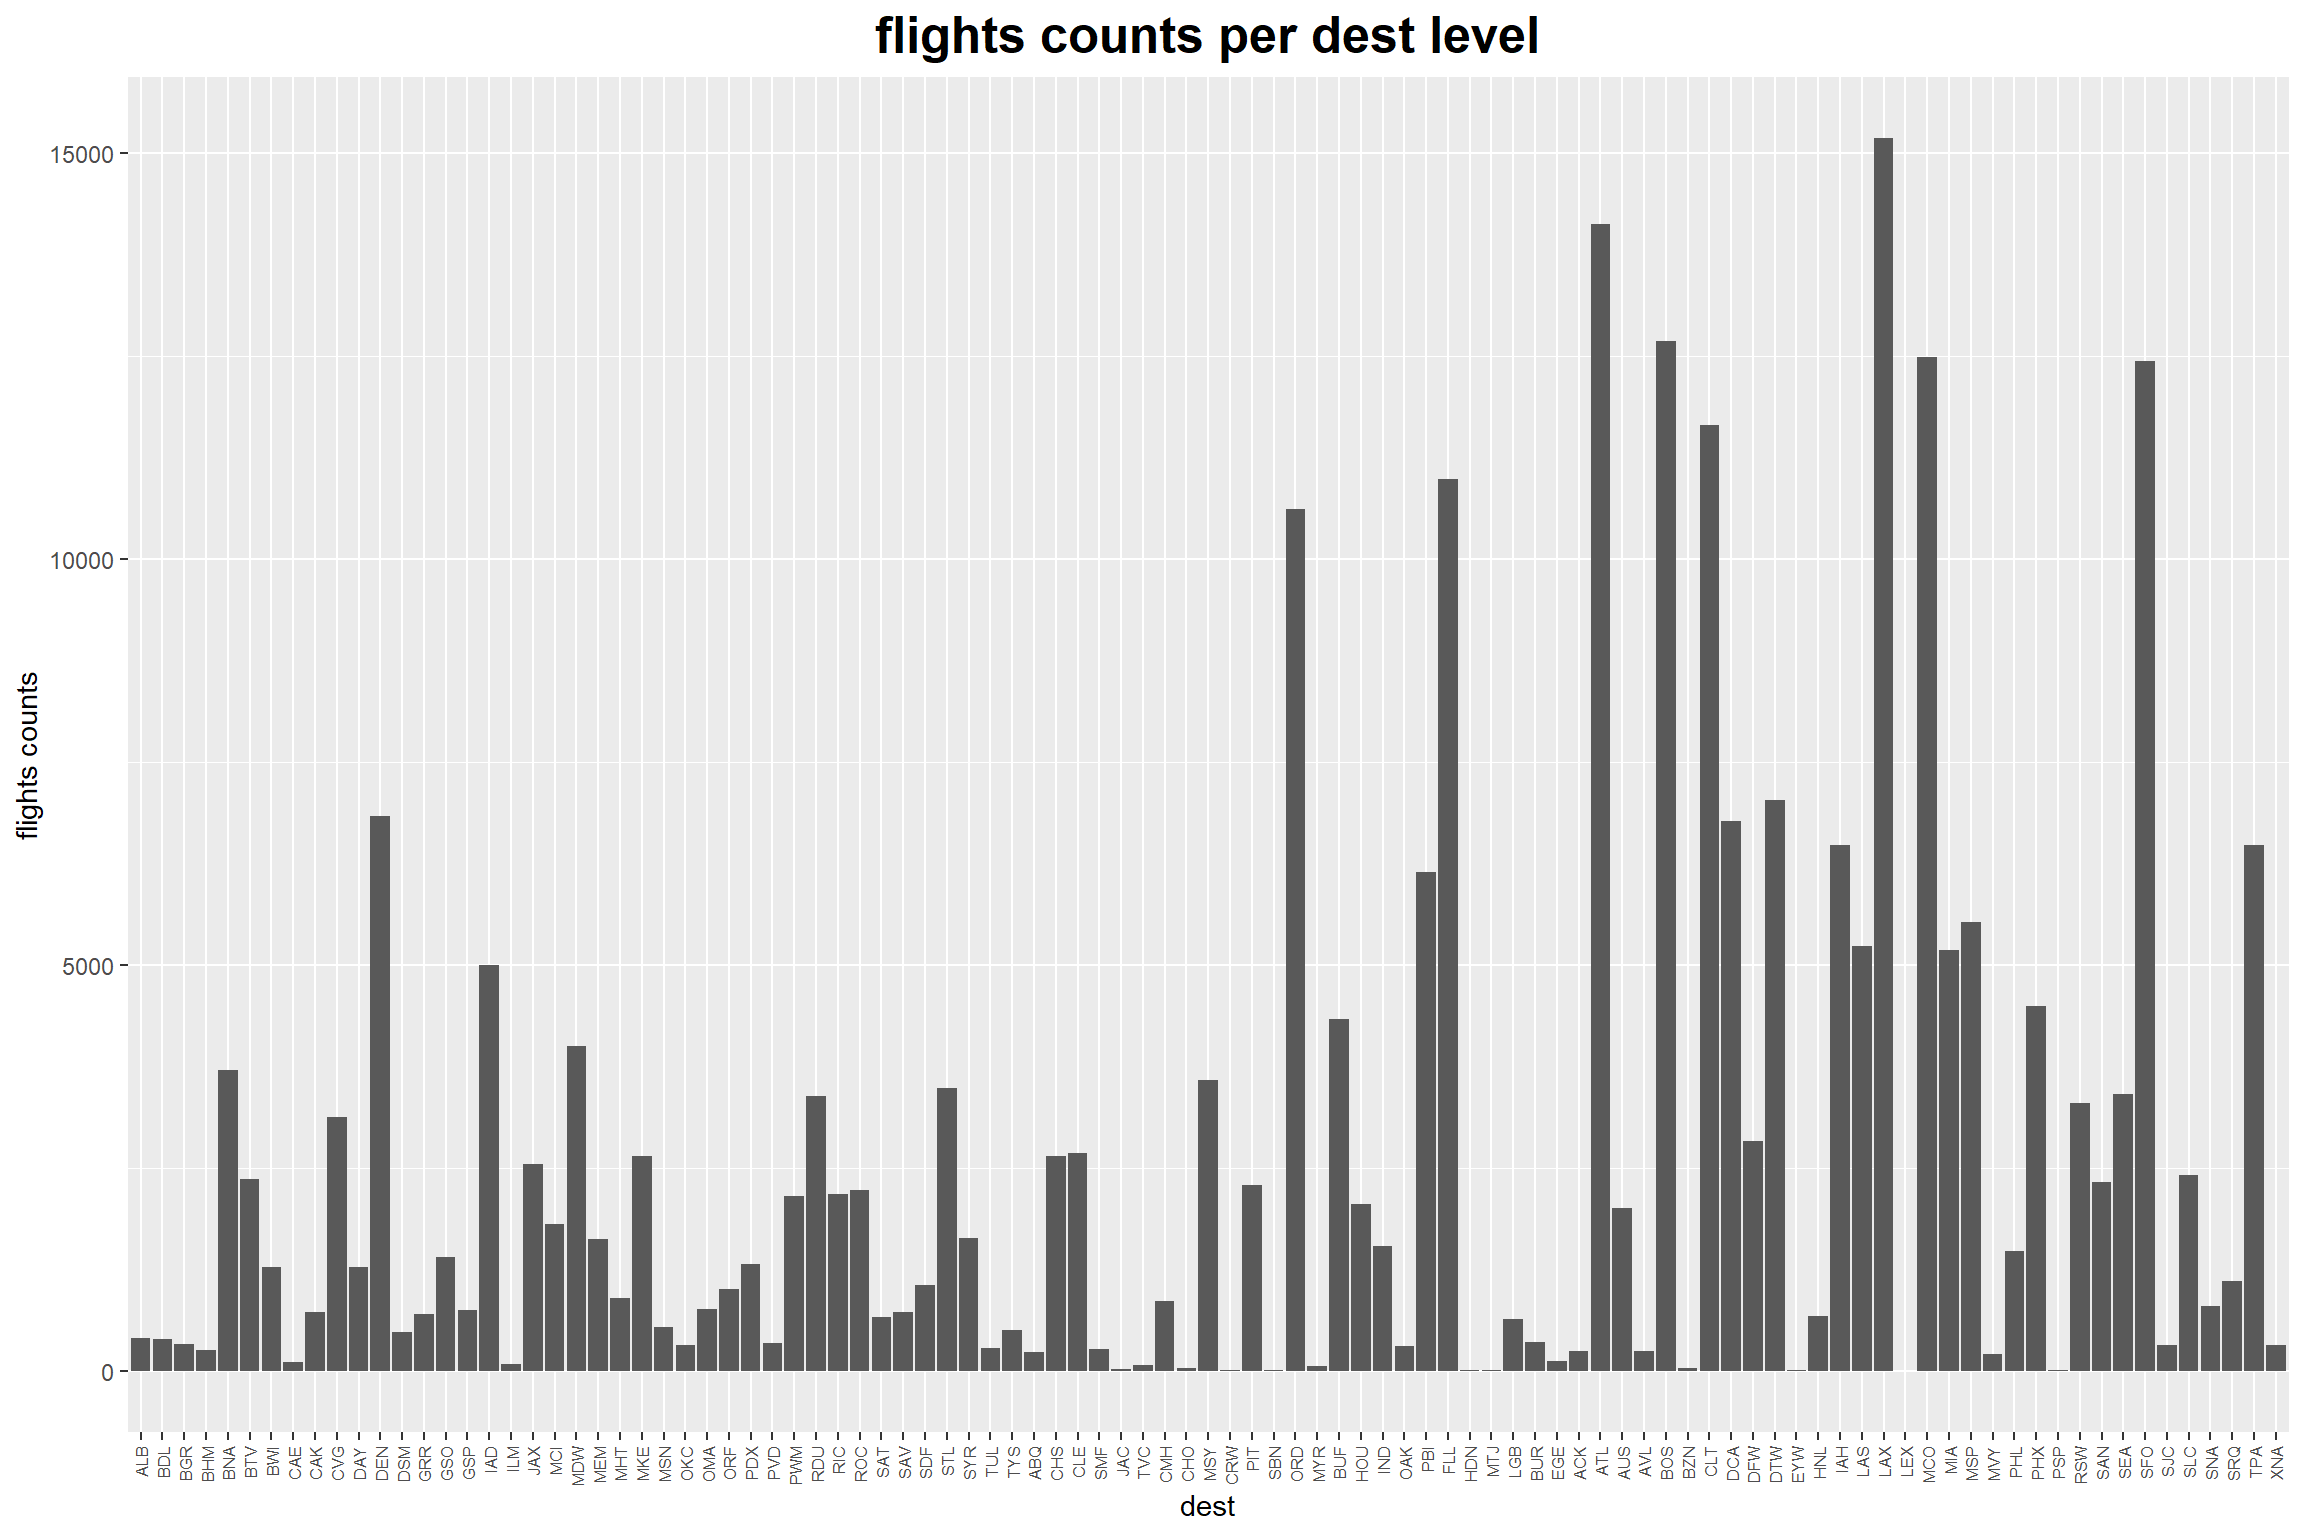 flights counts per dest level
15000
10000
5000
0
flights counts
ALB BDL BGR BHM BNA BTV BWI CAE CAK CVG DAY DEN DSM GRR GSO GSP IAD ILM JAX MCI MDW MEM MHT MKE MSN OKC OMA ORF PDX PVD PWM RDU RIC ROC SAT SAV SDF STL SYR TUL TYS ABQ CHS CLE SMF JAC TVC CMH CHO MSY CRW PIT SBN ORD MYR BUF HOU IND OAK PBI FLL HDN MTJ LGB BUR EGE ACK ATL AUS AVL BOS BZN CLT DCA DFW DTW EYW HNL IAH LAS LAX LEX MCO MIA MSP MVY PHL PHX PSP RSW SAN SEA SFO SJC SLC SNA SRQ TPA XNA
dest